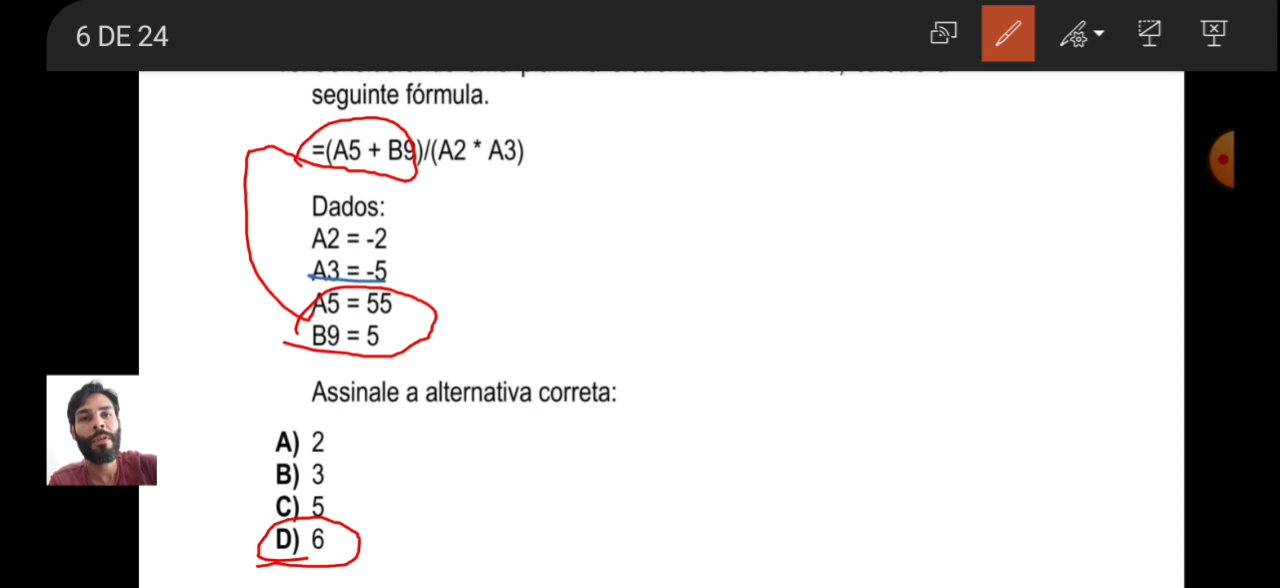 6 DE 24
seguinte fórmula.
=(A5 + B9)/(A2 * A3)
Dados:
A2 = -2
A3 = -5
A5 = 55
B9 = 5
Assinale a alternativa correta:
A) 2
B) 3
C) 5
D) 6